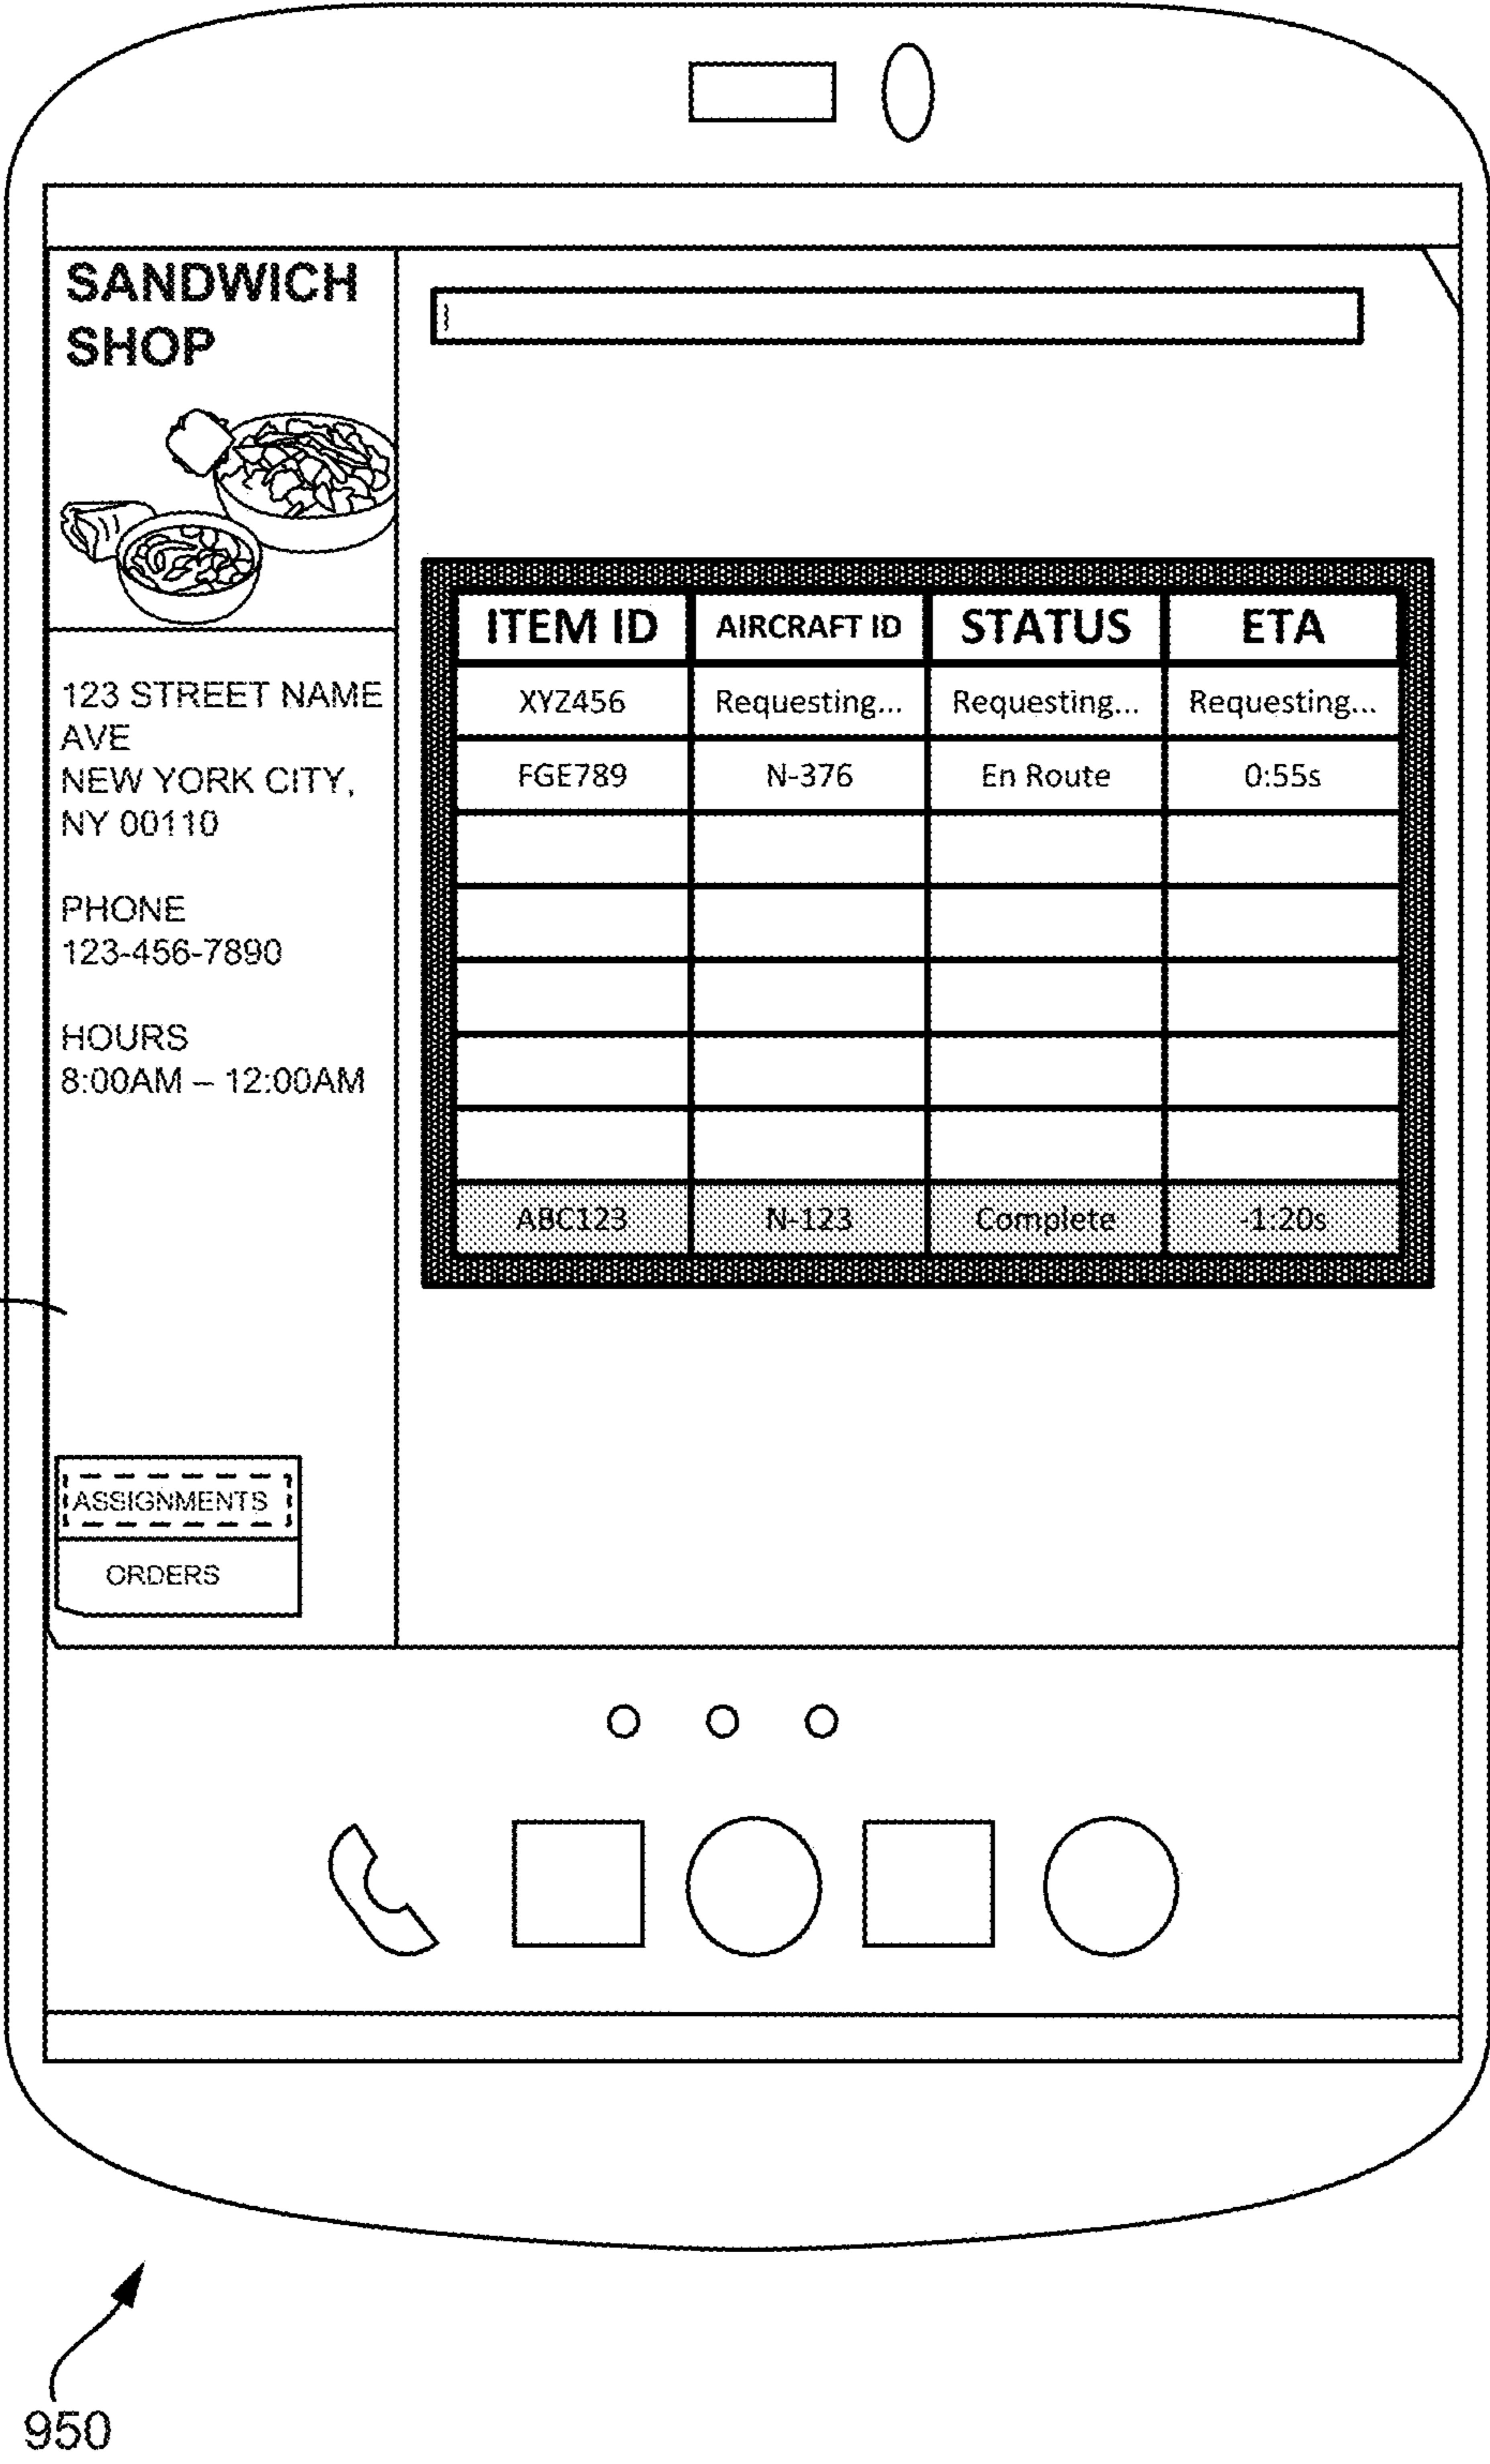 SANDWICH
SHOP
123 STREET NAME
AVE
NEW YORK CITY,
NY 00110
PHONE
123-456-7890
HOURS
8:00AM – 12:00AM
ASSIGNMENTS
ORDERS
ITEM ID AIRCRAFT ID STATUS ETA
XYZ456 Requesting... Requesting... Requesting...
FGE789 N-376 En Route 0:55s
ABC123 N-123 Complete -1:20s
950